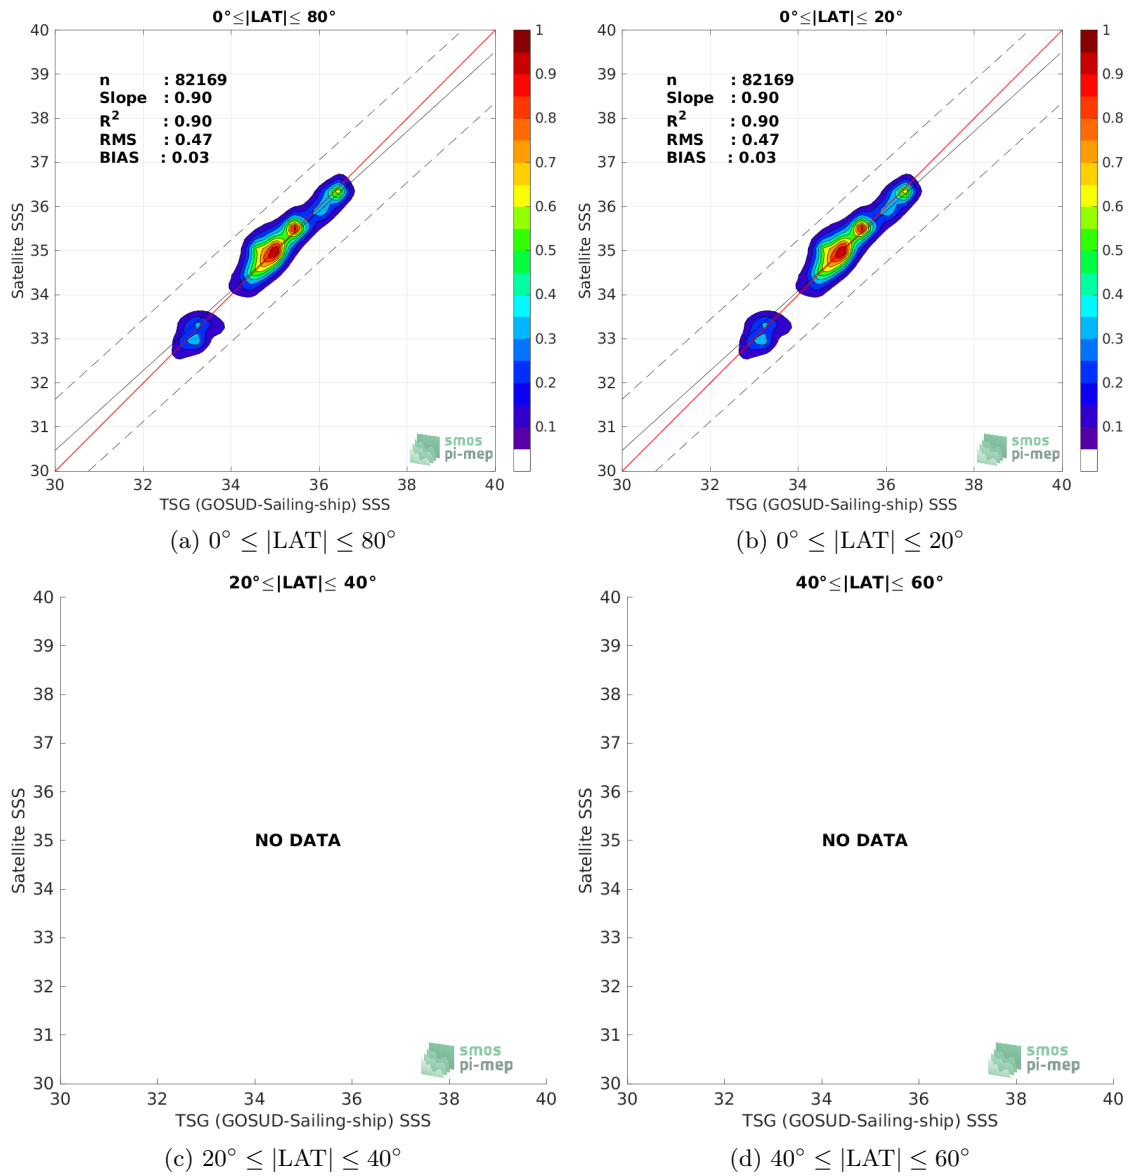 0°≤|LAT|≤ 80°
40
39
38
37
36
35
34
33
32
31
30
Satellite SSS
n : 82169
Slope : 0.90
R² : 0.90
RMS : 0.47
BIAS : 0.03
smos
pi-mep
30 32 34 36 38 40
TSG (GOSUD-Sailing-ship) SSS
1
0.9
0.8
0.7
0.6
0.5
0.4
0.3
0.2
0.1
(a) 0° ≤ |LAT| ≤ 80°
0°≤|LAT|≤ 20°
40
39
38
37
36
35
34
33
32
31
30
Satellite SSS
n : 82169
Slope : 0.90
R² : 0.90
RMS : 0.47
BIAS : 0.03
smos
pi-mep
30 32 34 36 38 40
TSG (GOSUD-Sailing-ship) SSS
1
0.9
0.8
0.7
0.6
0.5
0.4
0.3
0.2
0.1
(b) 0° ≤ |LAT| ≤ 20°
20°≤|LAT|≤ 40°
40
39
38
37
36
35
34
33
32
31
30
Satellite SSS
NO DATA
smos
pi-mep
30 32 34 36 38 40
TSG (GOSUD-Sailing-ship) SSS
(c) 20° ≤ |LAT| ≤ 40°
40°≤|LAT|≤ 60°
40
39
38
37
36
35
34
33
32
31
30
Satellite SSS
NO DATA
smos
pi-mep
30 32 34 36 38 40
TSG (GOSUD-Sailing-ship) SSS
(d) 40° ≤ |LAT| ≤ 60°